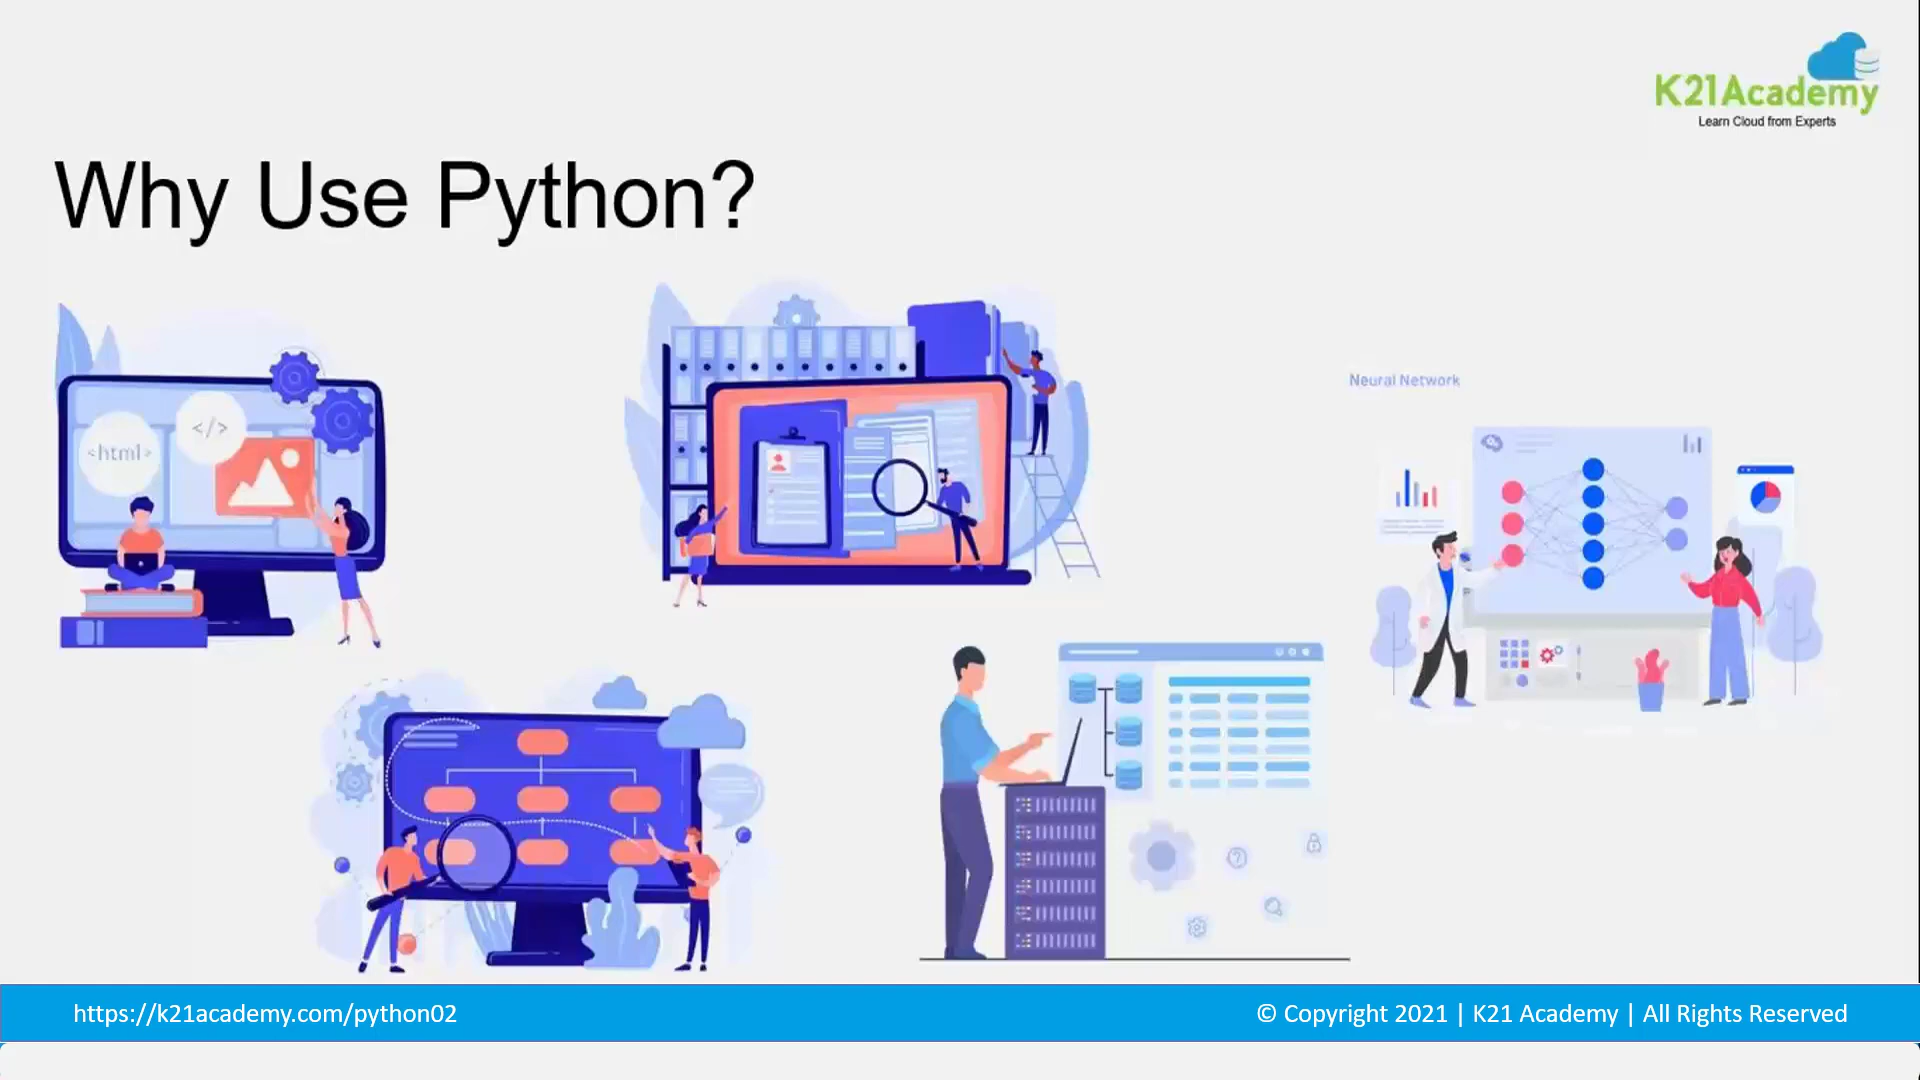 K21Academy
Learn Cloud from Experts
Why Use Python?
<html>
</>
Neural Network
https://k21academy.com/python02
© Copyright 2021 | K21 Academy | All Rights Reserved